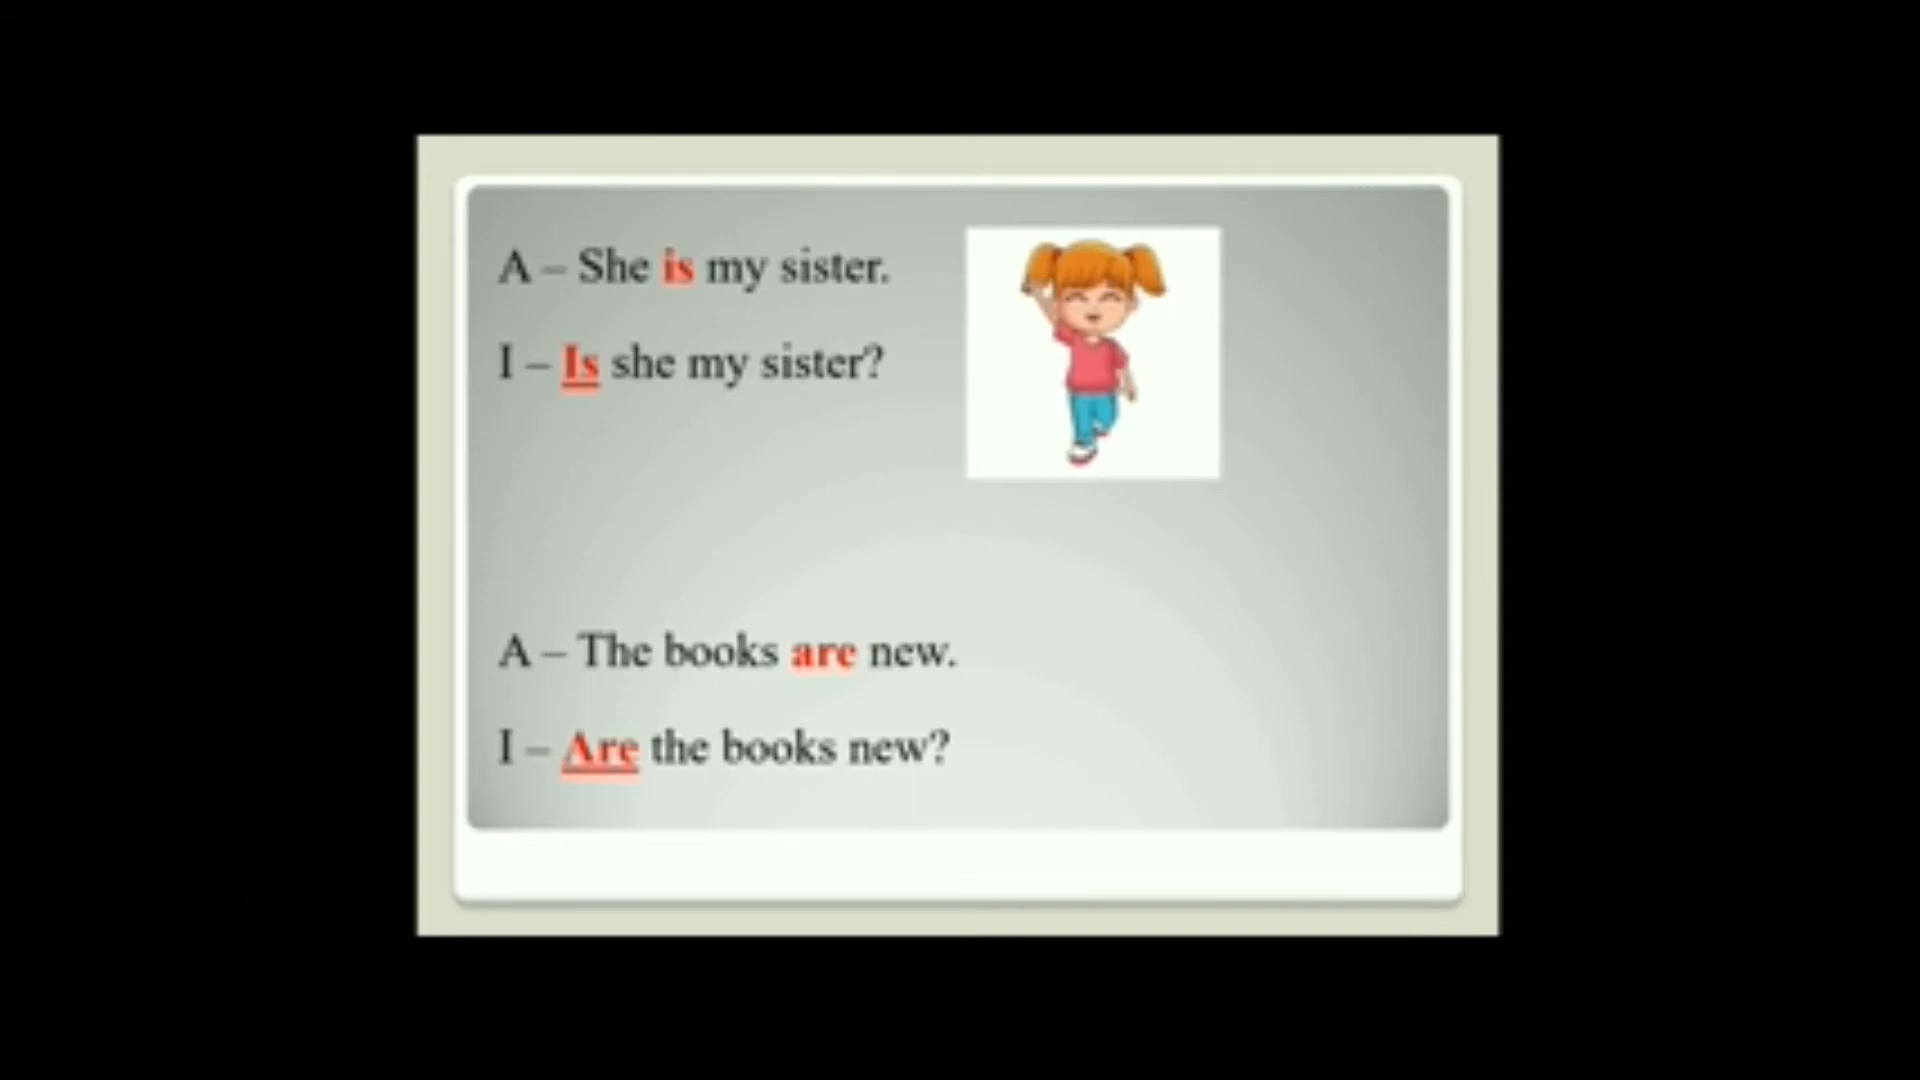 A – She is my sister.
I – Is she my sister?
A – The books are new.
I – Are the books new?